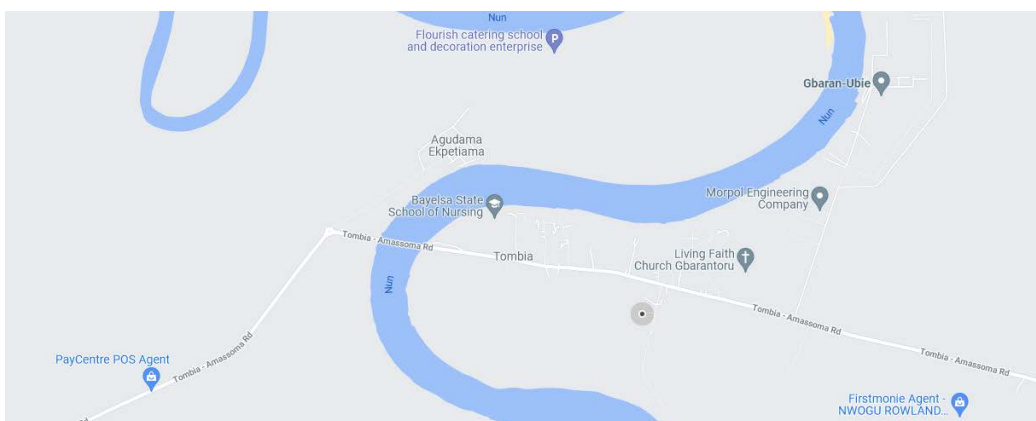 Nun
Flourish catering school
and decoration enterprise
P
Gbaran-Ubie
Nun
Agudama
Ekpetiama
Bayelsa State
School of Nursing
Morpol Engineering
Company
Tombia - Amassoma Rd
Tombia
Living Faith
Church Gbarantoru
Nun
Tombia - Amassoma Rd
Tombia - Amassoma Rd
Tombia - Amassoma Rd
PayCentre POS Agent
Firstmonie Agent -
NWOGU ROWLAND...